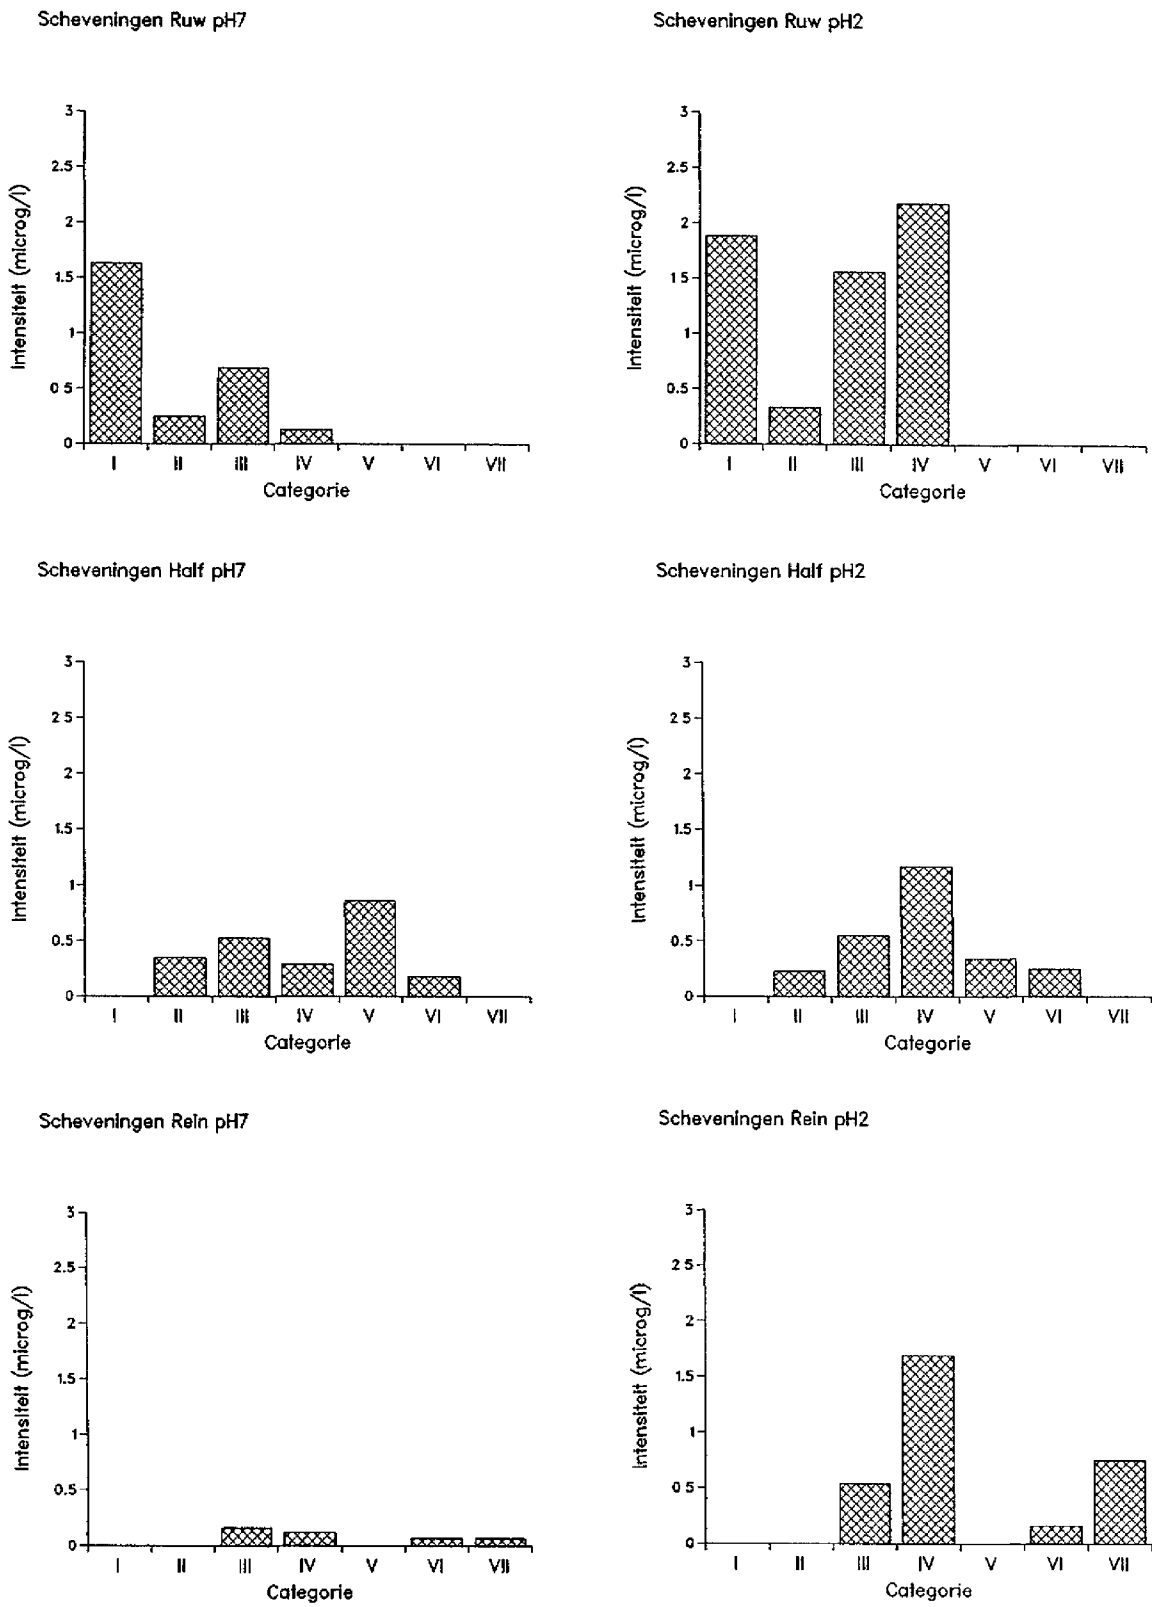 Scheveningen Ruw pH7
3
2.5
2
1.5
1
0.5
0
Intensiteit (microg/l)
I II III IV V VI VII
Categorie
Scheveningen Ruw pH2
3
2.5
2
1.5
1
0.5
0
Intensiteit (microg/l)
I II III IV V VI VII
Categorie
Scheveningen Half pH7
3
2.5
2
1.5
1
0.5
0
Intensiteit (microg/l)
I II III IV V VI VII
Categorie
Scheveningen Half pH2
3
2.5
2
1.5
1
0.5
0
Intensiteit (microg/l)
I II III IV V VI VII
Categorie
Scheveningen Rein pH7
3
2.5
2
1.5
1
0.5
0
Intensiteit (microg/l)
I II III IV V VI VII
Categorie
Scheveningen Rein pH2
3
2.5
2
1.5
1
0.5
0
Intensiteit (microg/l)
I II III IV V VI VII
Categorie